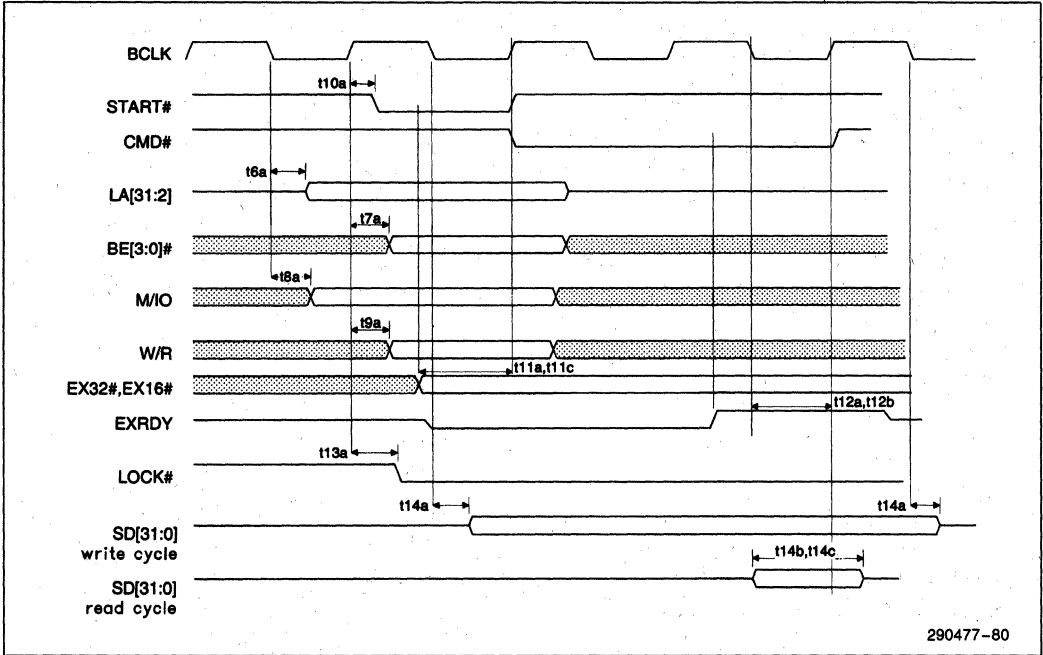 BCLK
t10a
START#
CMD#
t6a
LA[31:2]
t7a
BE[3:0]#
t8a
M/IO
t9a
W/R
t11a,t11c
EX32#,EX16#
t12a,t12b
EXRDY
t13a
LOCK#
t14a
t14a
SD[31:0]
write cycle
t14b,t14c
SD[31:0]
read cycle
290477-80